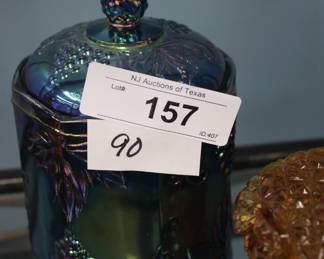 NJ Auctions of Texas
Lot#
157
ID:407
90